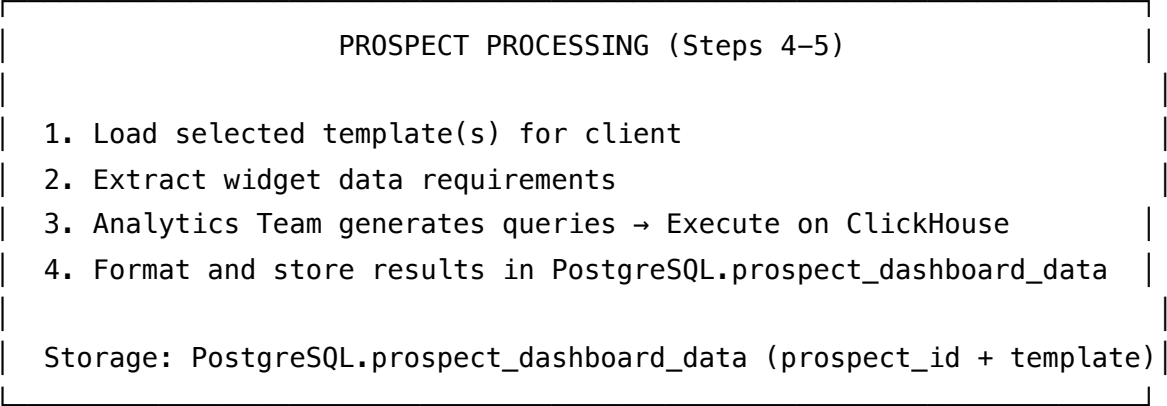 PROSPECT PROCESSING (Steps 4–5)
1. Load selected template(s) for client
2. Extract widget data requirements
3. Analytics Team generates queries → Execute on ClickHouse
4. Format and store results in PostgreSQL.prospect_dashboard_data
Storage: PostgreSQL.prospect_dashboard_data (prospect_id + template)